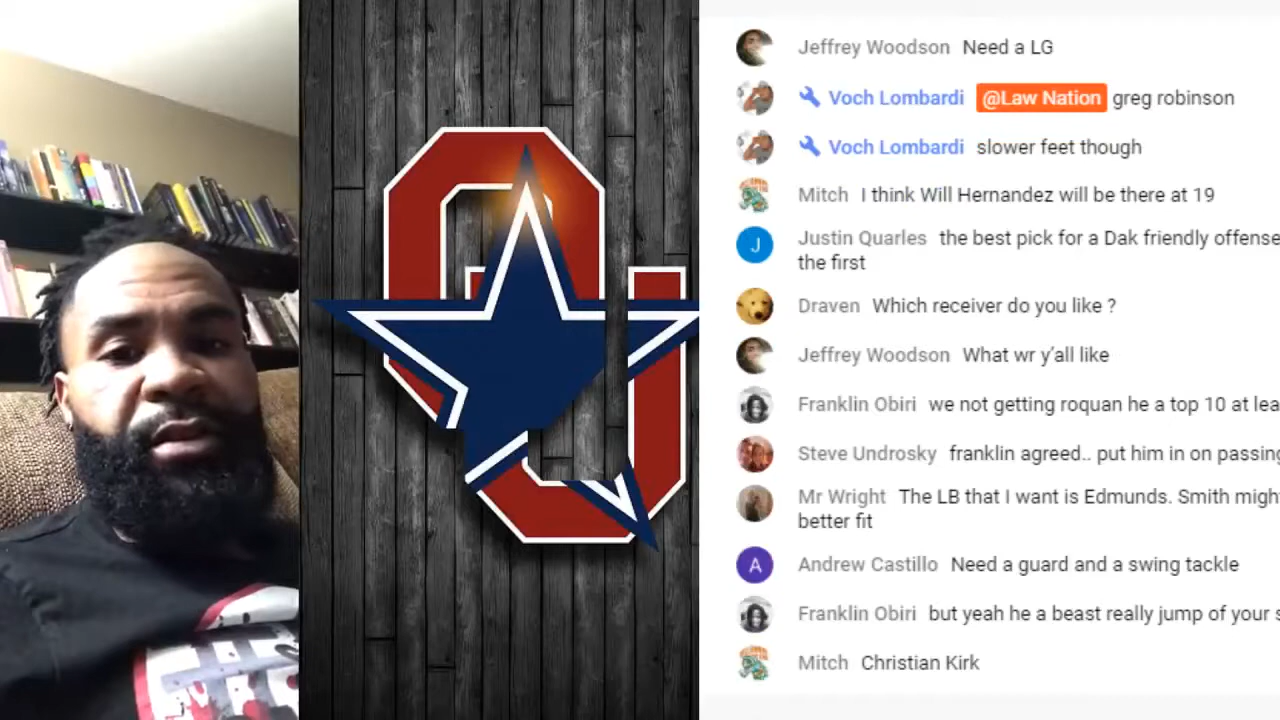 Jeffrey Woodson Need a LG
Voch Lombardi @Law Nation greg robinson
Voch Lombardi slower feet though
Mitch I think Will Hernandez will be there at 19
Justin Quarles the best pick for a Dak friendly offense
the first
Draven Which receiver do you like ?
Jeffrey Woodson What wr y'all like
Franklin Obiri we not getting roquan he a top 10 at
Steve Undrosky franklin agreed.. put him in on passing
Mr Wright The LB that I want is Edmunds. Smith
better fit
Andrew Castillo Need a guard and a swing tackle
Franklin Obiri but yeah he a beast really jump of your
Mitch Christian Kirk
OU
J
A